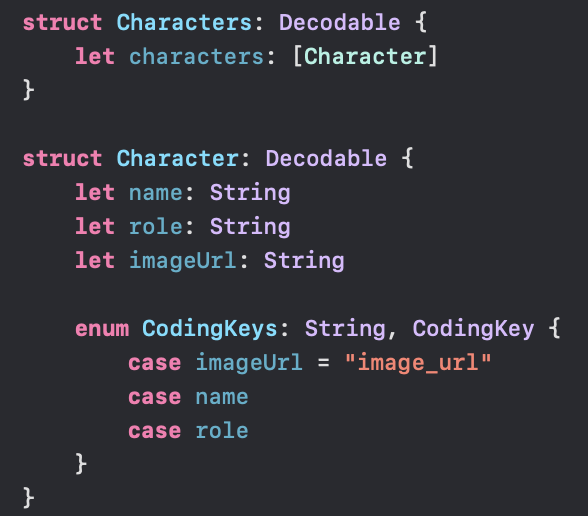 struct Characters: Decodable {
    let characters: [Character]
}

struct Character: Decodable {
    let name: String
    let role: String
    let imageUrl: String

    enum CodingKeys: String, CodingKey {
        case imageUrl = "image_url"
        case name
        case role
    }
}